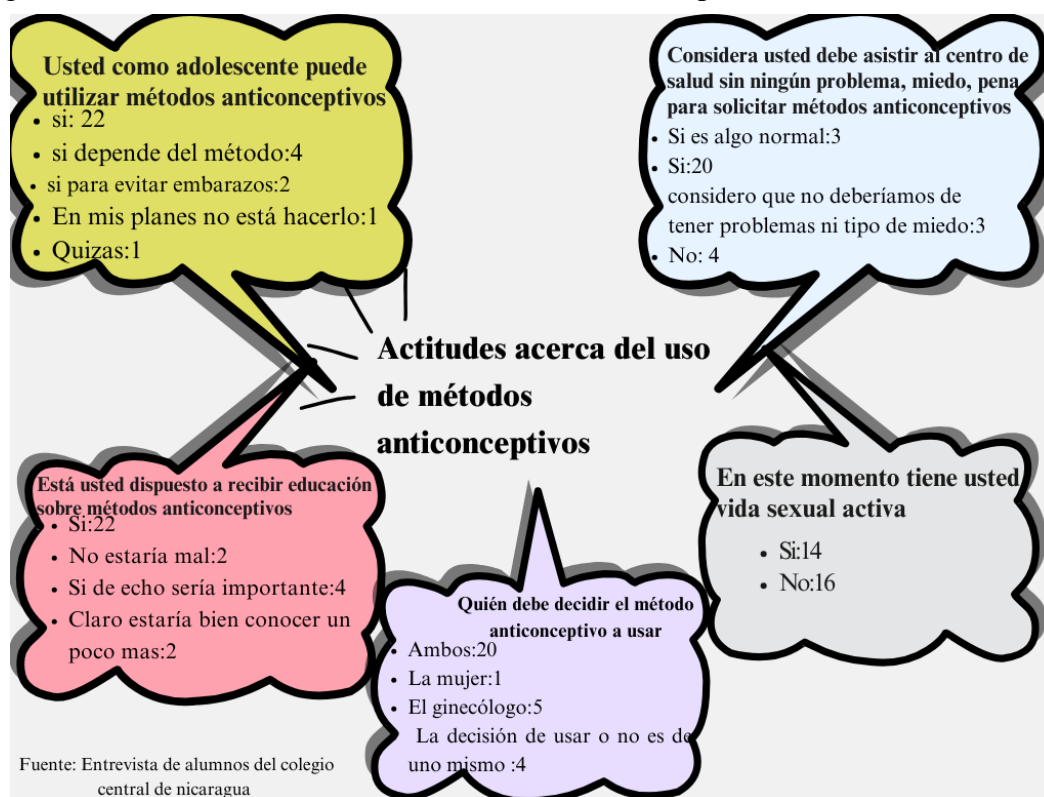 Usted como adolescente puede
utilizar métodos anticonceptivos
• si: 22
• si depende del método:4
• si para evitar embarazos:2
• En mis planes no está hacerlo:1
• Quizas:1
Considera usted debe asistir al centro de
salud sin ningún problema, miedo, pena
para solicitar métodos anticonceptivos
• Si es algo normal:3
• Si:20
considero que no deberíamos de
tener problemas ni tipo de miedo:3
• No: 4
Actitudes acerca del uso
de métodos
anticonceptivos
Está usted dispuesto a recibir educación
sobre métodos anticonceptivos
• Si:22
• No estaría mal:2
• Si de echo sería importante:4
• Claro estaría bien conocer un
poco mas:2
Quién debe decidir el método
anticonceptivo a usar
• Ambos:20
• La mujer:1
• El ginecólogo:5
La decisión de usar o no es de
uno mismo :4
En este momento tiene usted
vida sexual activa
• Si:14
• No:16
Fuente: Entrevista de alumnos del colegio
central de nicaragua